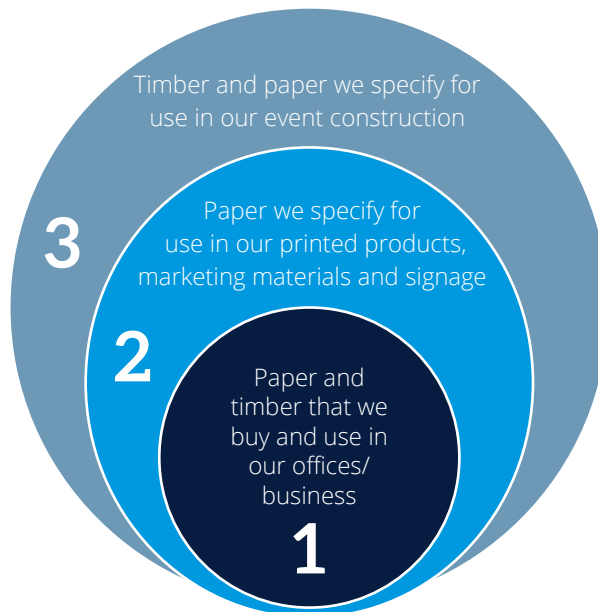 Timber and paper we specify for
use in our event construction
3
Paper we specify for
use in our printed products,
marketing materials and signage
2
Paper and
timber that we
buy and use in
our offices/
business
1